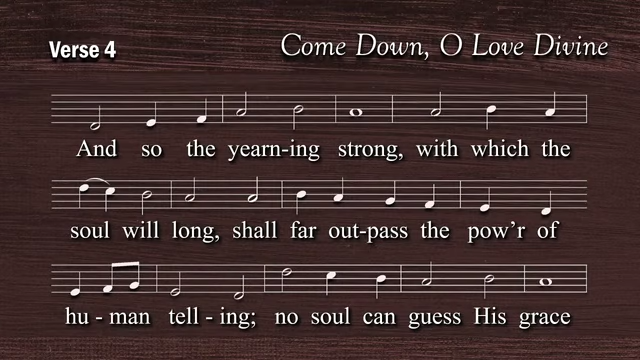 Verse 4
Come Down, O Love Divine
And so the yearn-ing strong, with which the
soul will long, shall far out-pass the pow'r of
hu - man tell - ing; no soul can guess His grace